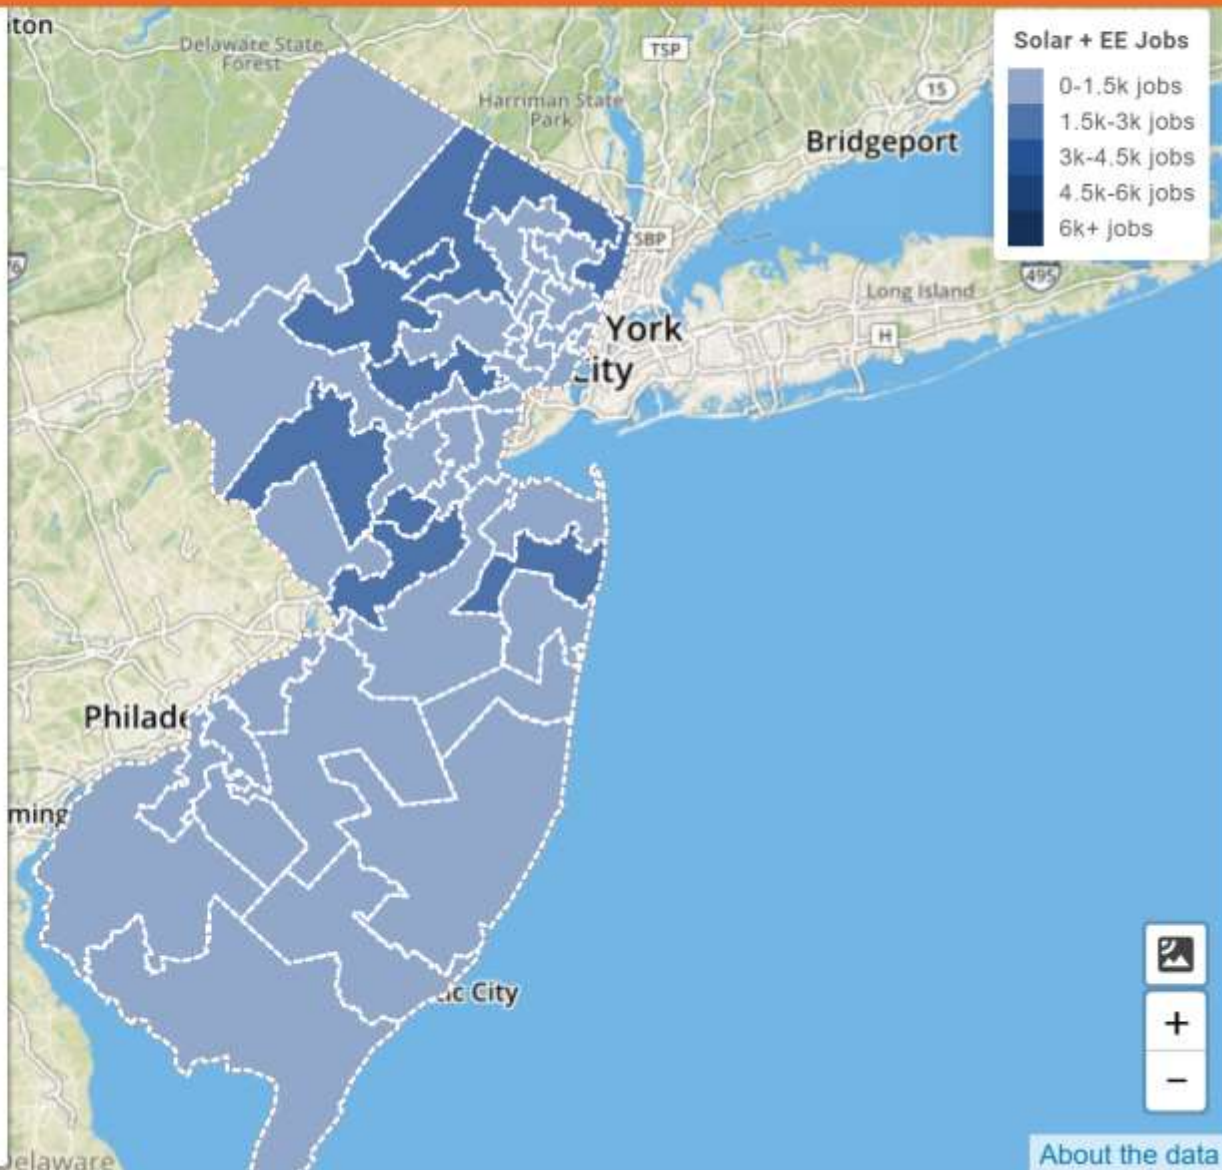 ton
Delaware State
Forest
TSP
Harriman State
Park
15
Bridgeport
Solar + EE Jobs
0-1.5k jobs
1.5k-3k jobs
3k-4.5k jobs
4.5k-6k jobs
6k+ jobs
SBP
76
495
Long Island
H
York
City
Philade
ming
ic City
+
−
Delaware
About the data